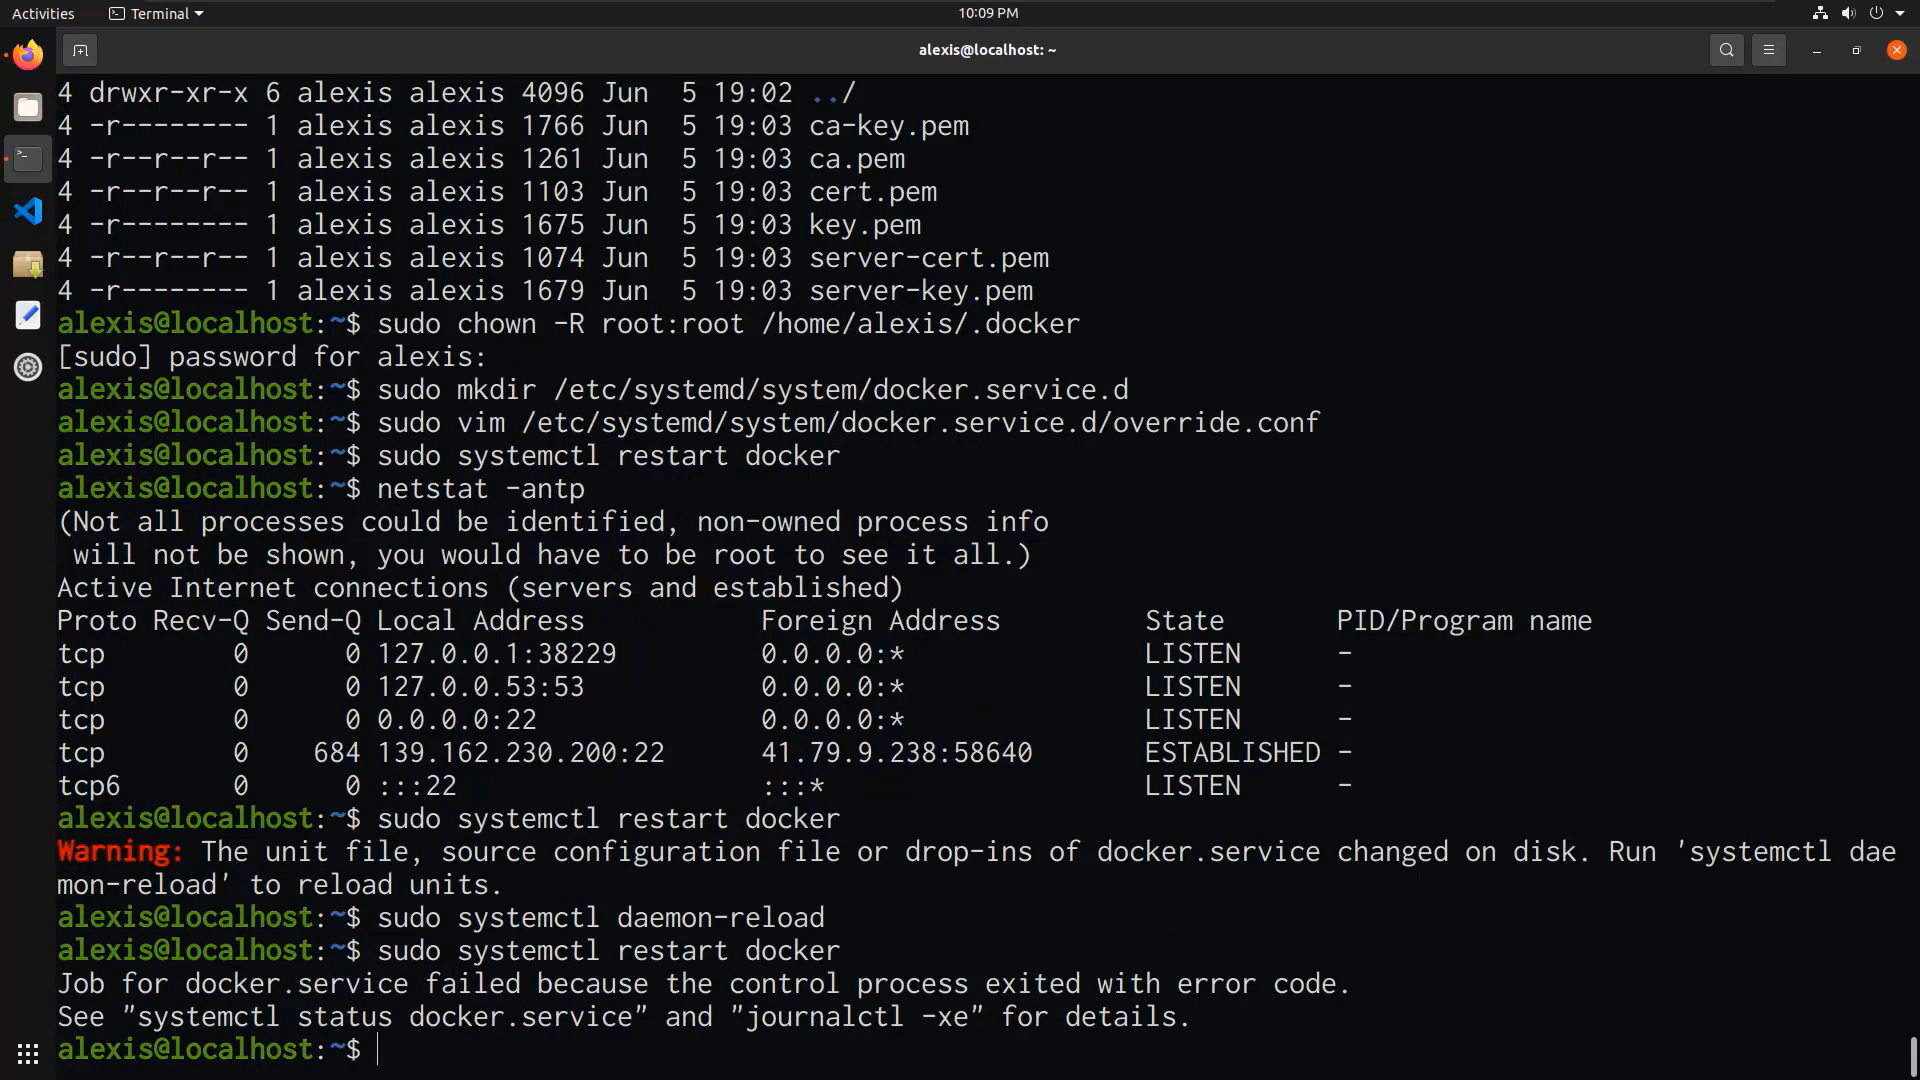 Activities
Terminal
10:09 PM
alexis@localhost: ~
4 drwxr-xr-x 6 alexis alexis 4096 Jun  5 19:02 ../
4 -r-------- 1 alexis alexis 1766 Jun  5 19:03 ca-key.pem
4 -r--r--r-- 1 alexis alexis 1261 Jun  5 19:03 ca.pem
4 -r--r--r-- 1 alexis alexis 1103 Jun  5 19:03 cert.pem
4 -r-------- 1 alexis alexis 1675 Jun  5 19:03 key.pem
4 -r--r--r-- 1 alexis alexis 1074 Jun  5 19:03 server-cert.pem
4 -r-------- 1 alexis alexis 1679 Jun  5 19:03 server-key.pem
alexis@localhost:~$ sudo chown -R root:root /home/alexis/.docker
[sudo] password for alexis:
alexis@localhost:~$ sudo mkdir /etc/systemd/system/docker.service.d
alexis@localhost:~$ sudo vim /etc/systemd/system/docker.service.d/override.conf
alexis@localhost:~$ sudo systemctl restart docker
alexis@localhost:~$ netstat -antp
(Not all processes could be identified, non-owned process info
 will not be shown, you would have to be root to see it all.)
Active Internet connections (servers and established)
Proto Recv-Q Send-Q Local Address           Foreign Address         State       PID/Program name
tcp        0      0 127.0.0.1:38229         0.0.0.0:*               LISTEN      -
tcp        0      0 127.0.0.53:53           0.0.0.0:*               LISTEN      -
tcp        0      0 0.0.0.0:22              0.0.0.0:*               LISTEN      -
tcp        0    684 139.162.230.200:22      41.79.9.238:58640       ESTABLISHED -
tcp6       0      0 :::22                   :::*                    LISTEN      -
alexis@localhost:~$ sudo systemctl restart docker
Warning: The unit file, source configuration file or drop-ins of docker.service changed on disk. Run 'systemctl dae
mon-reload' to reload units.
alexis@localhost:~$ sudo systemctl daemon-reload
alexis@localhost:~$ sudo systemctl restart docker
Job for docker.service failed because the control process exited with error code.
See "systemctl status docker.service" and "journalctl -xe" for details.
alexis@localhost:~$